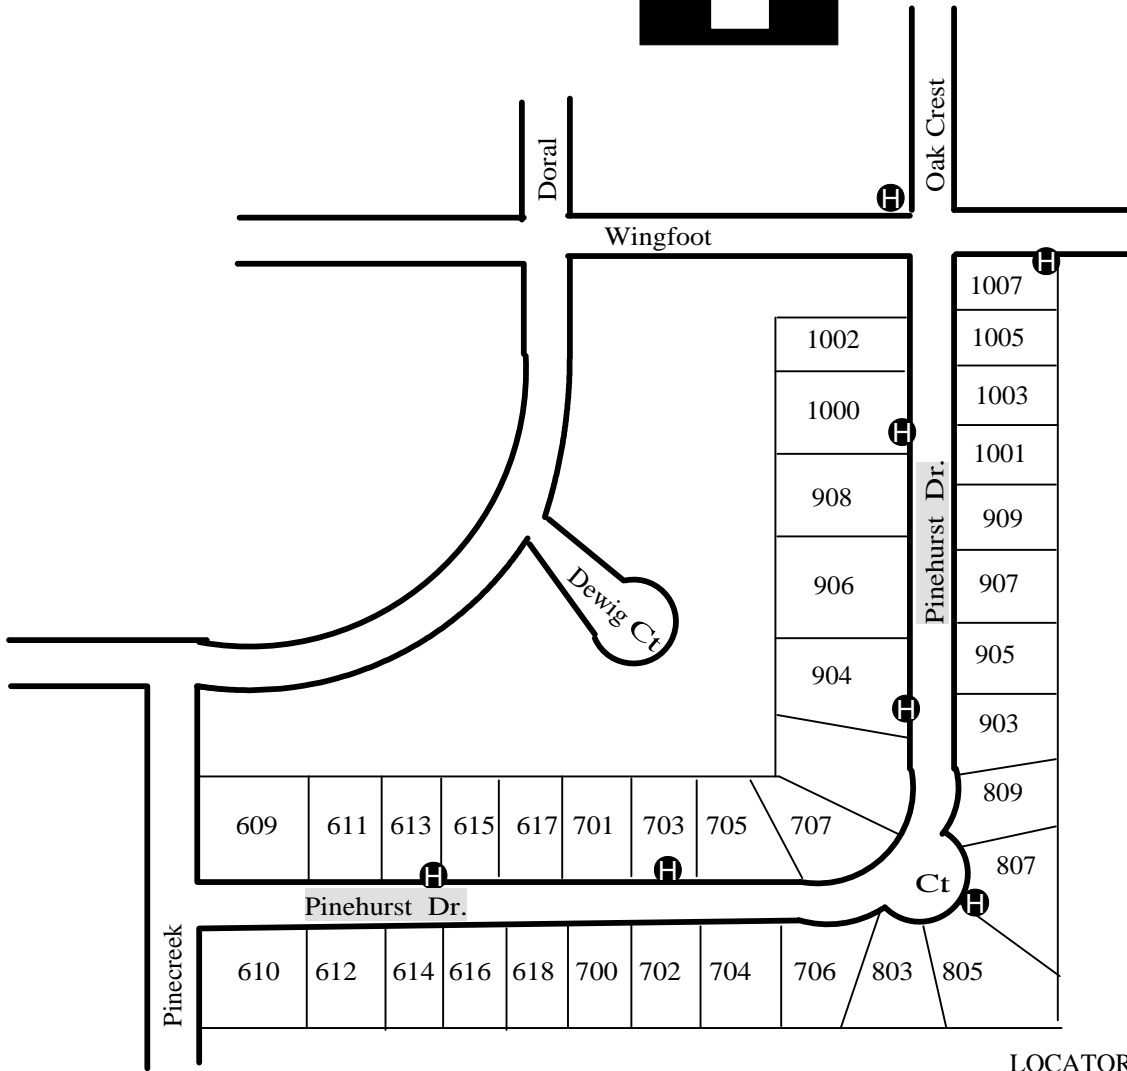 Oak Crest
Doral
H
Wingfoot
H
1007
1002
1005
1000
1003
H
1001
908
909
Pinehurst Dr.
906
907
Dewig Ct
904
905
H
903
809
609 611 613 615 617 701 703 705 707
807
H
H
Ct
H
Pinehurst Dr.
Pinecreek
610 612 614 616 618 700 702 704 706 803 805
LOCATOR